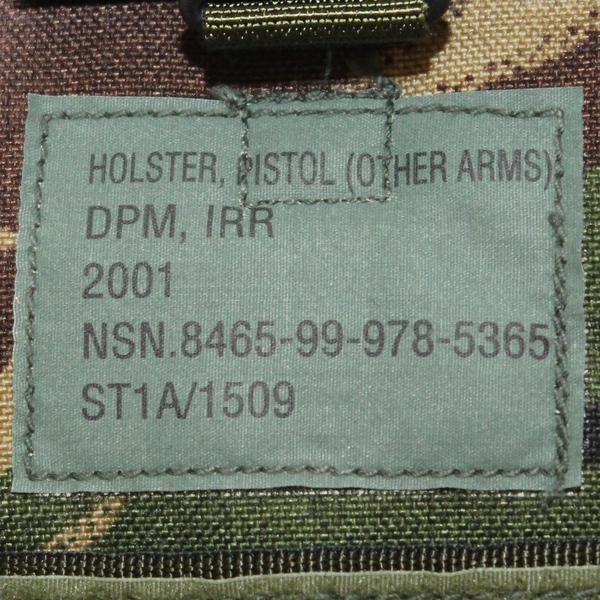 HOLSTER, PISTOL (OTHER ARMS)
DPM, IRR
2001
NSN.8465-99-978-5365
ST1A/1509